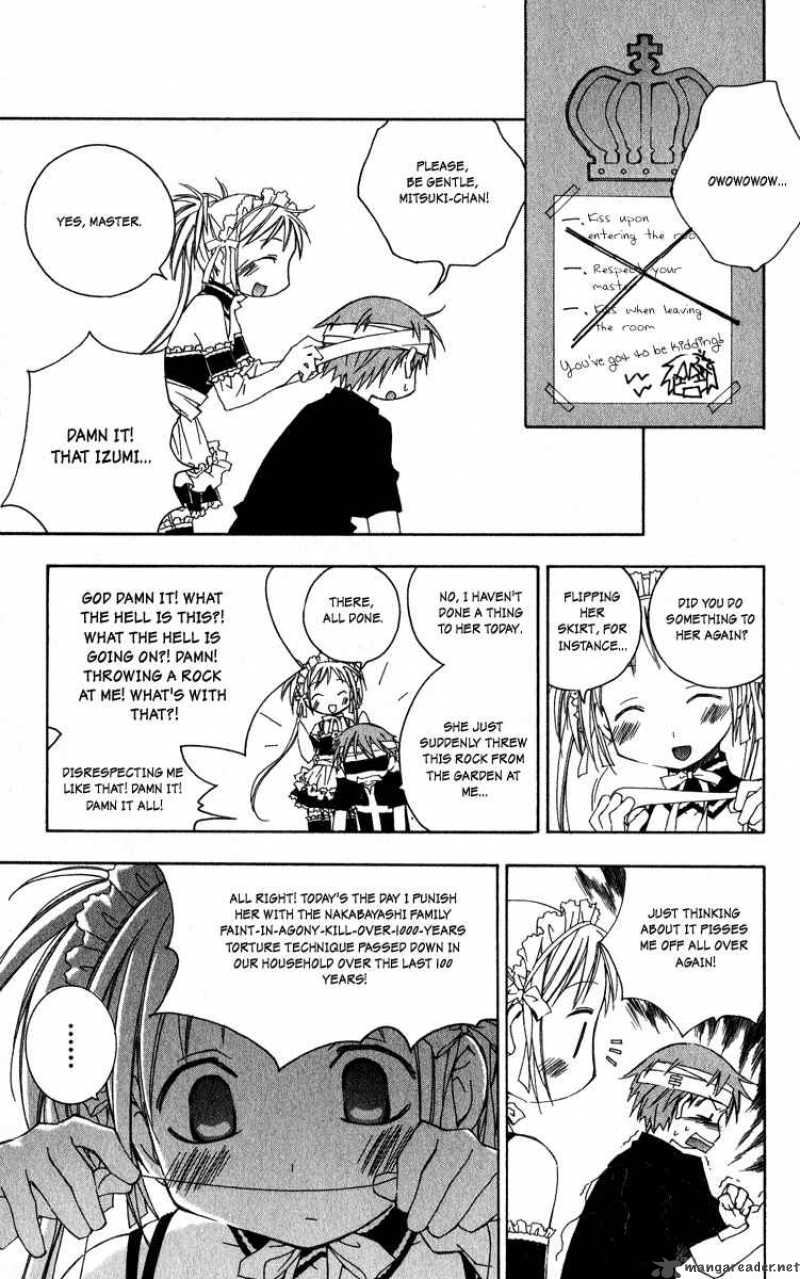 OWOWOWOW...
一. Kiss upon
entering the roo
一. Respect your
master
一. Kiss when leaving
the room
You've got to be kidding!
PLEASE,
BE GENTLE,
MITSUKI-CHAN!
YES, MASTER.
DAMN IT!
THAT IZUMI...
DID YOU DO
SOMETHING TO
HER AGAIN?
FLIPPING
HER
SKIRT, FOR
INSTANCE...
NO, I HAVEN'T
DONE A THING
TO HER TODAY.
SHE JUST
SUDDENLY THREW
THIS ROCK FROM
THE GARDEN AT
ME...
THERE,
ALL DONE.
GOD DAMN IT! WHAT
THE HELL IS THIS?!
WHAT THE HELL IS
GOING ON?! DAMN!
THROWING A ROCK
AT ME! WHAT'S WITH
THAT?!
DISRESPECTING ME
LIKE THAT! DAMN IT!
DAMN IT ALL!
JUST THINKING
ABOUT IT PISSES
ME OFF ALL OVER
AGAIN!
ALL RIGHT! TODAY'S THE DAY I PUNISH
HER WITH THE NAKABAYASHI FAMILY
FAINT-IN-AGONY-KILL-OVER-1000-YEARS
TORTURE TECHNIQUE PASSED DOWN IN
OUR HOUSEHOLD OVER THE LAST 100
YEARS!
......
mangareader.net